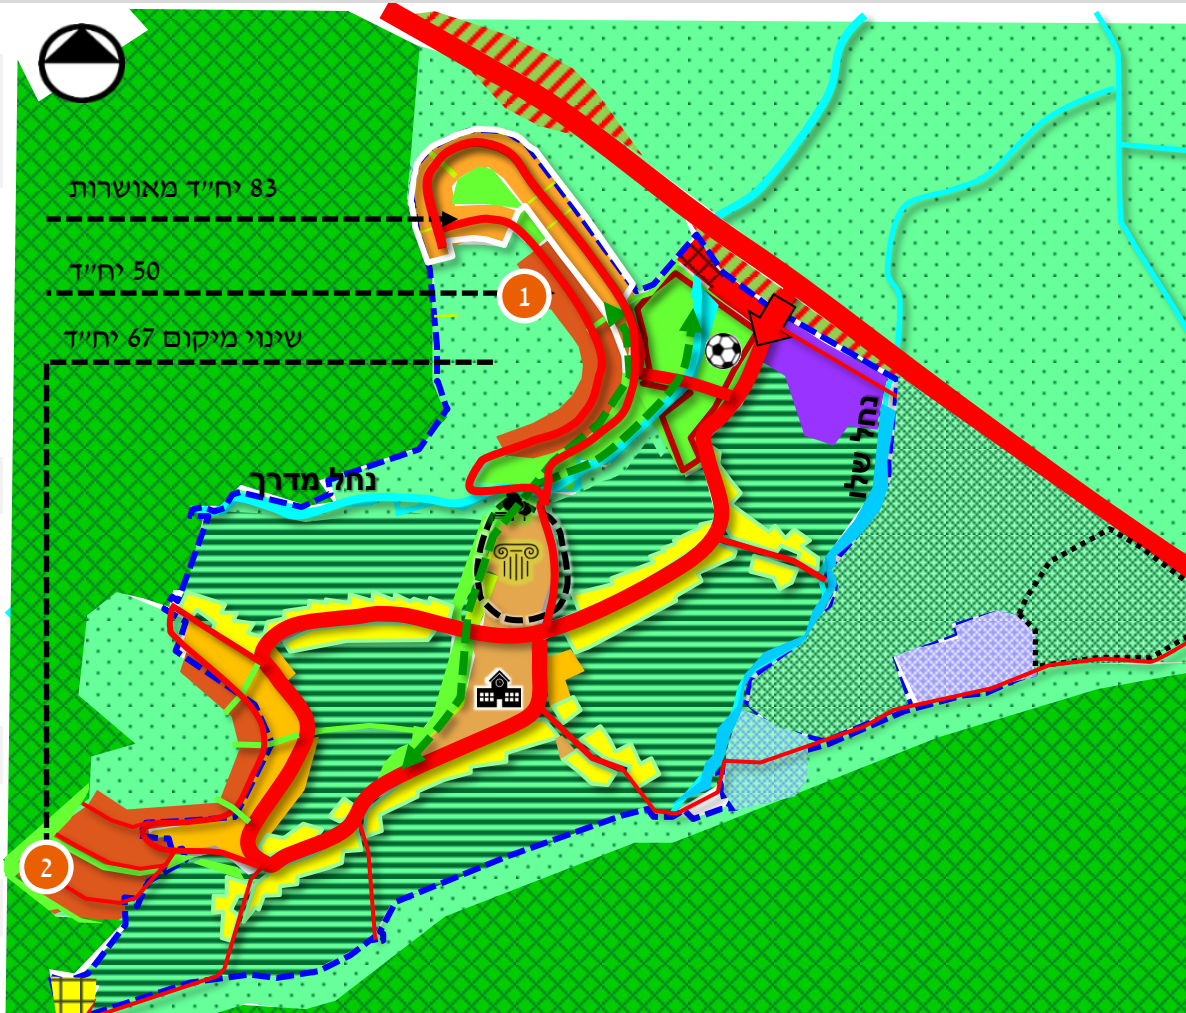 83 יח״ד מאושרות
50 יח״ד
1
שינוי מיקום 67 יח״ד
נחל שלו
נחל מדרך
2